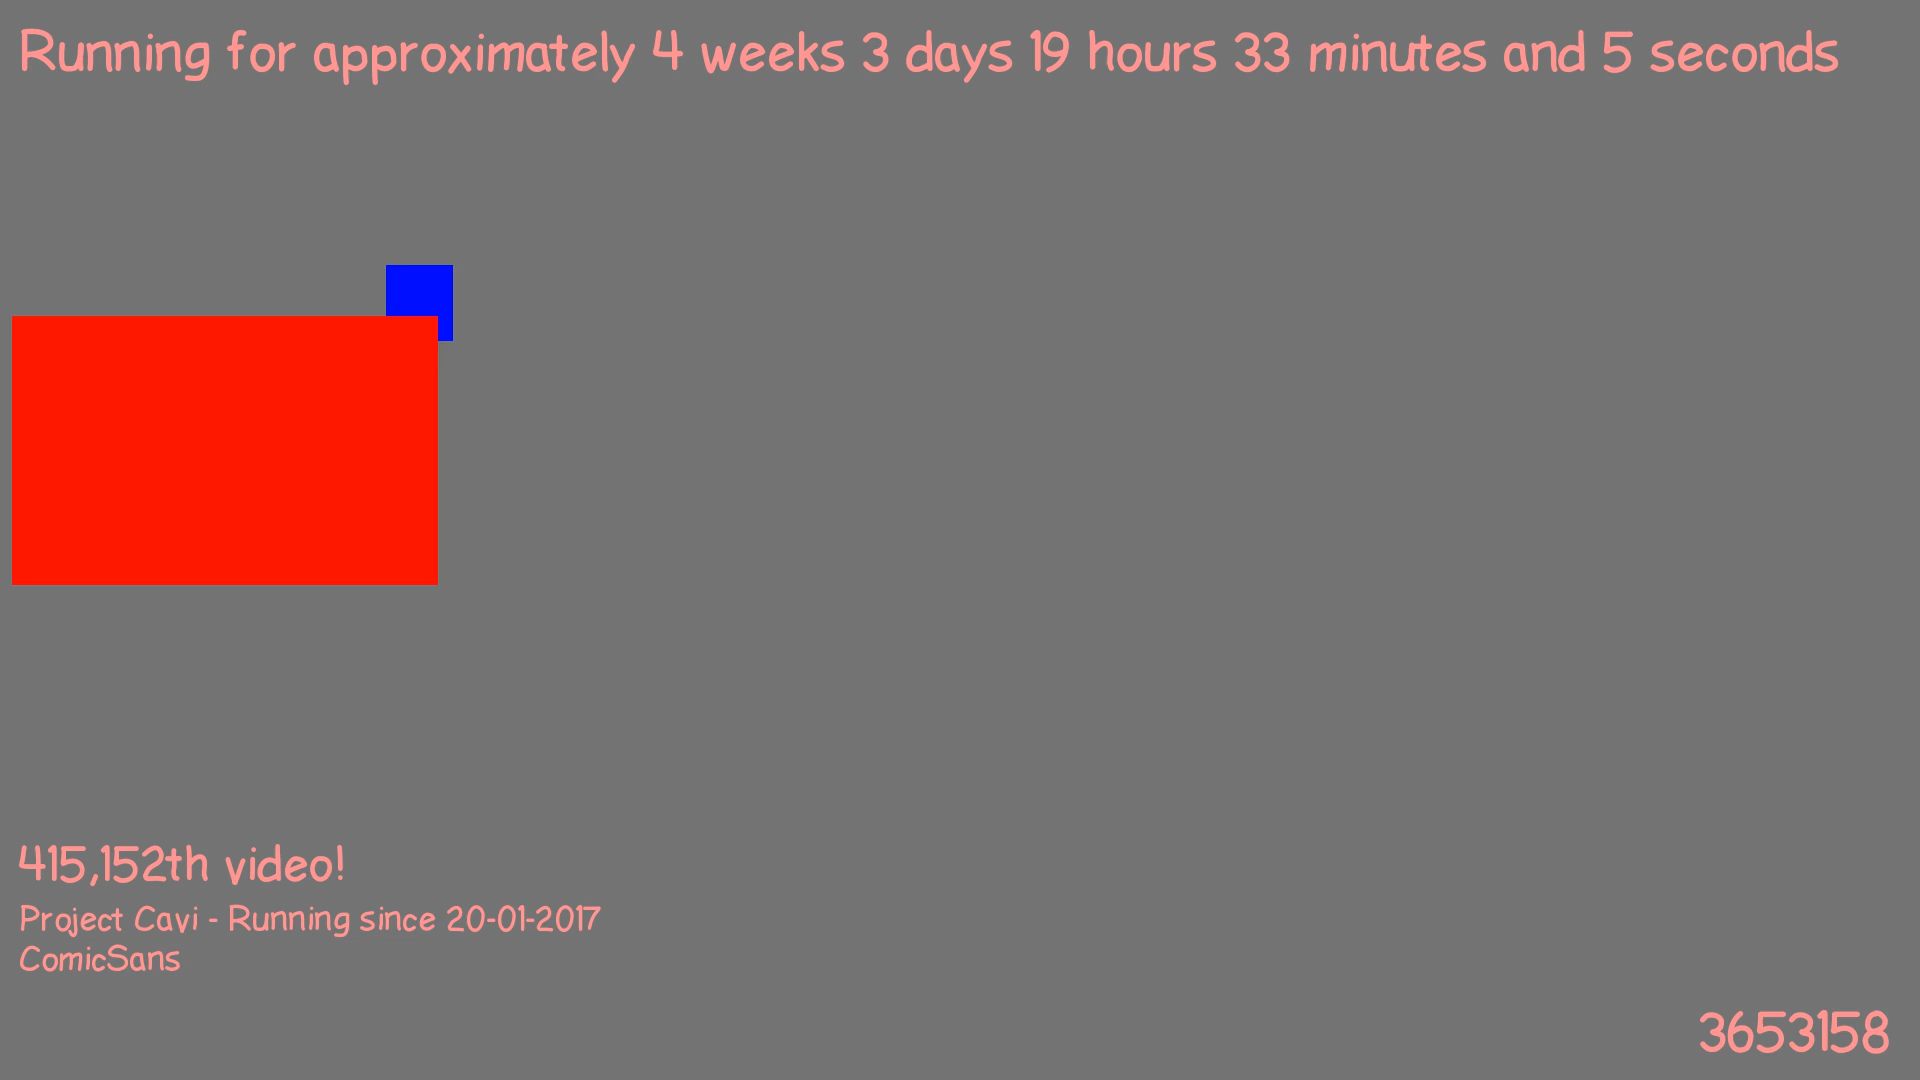 Running for approximately 4 weeks 3 days 19 hours 33 minutes and 5 seconds
415,152th video!
Project Cavi - Running since 20-01-2017
ComicSans
3653158